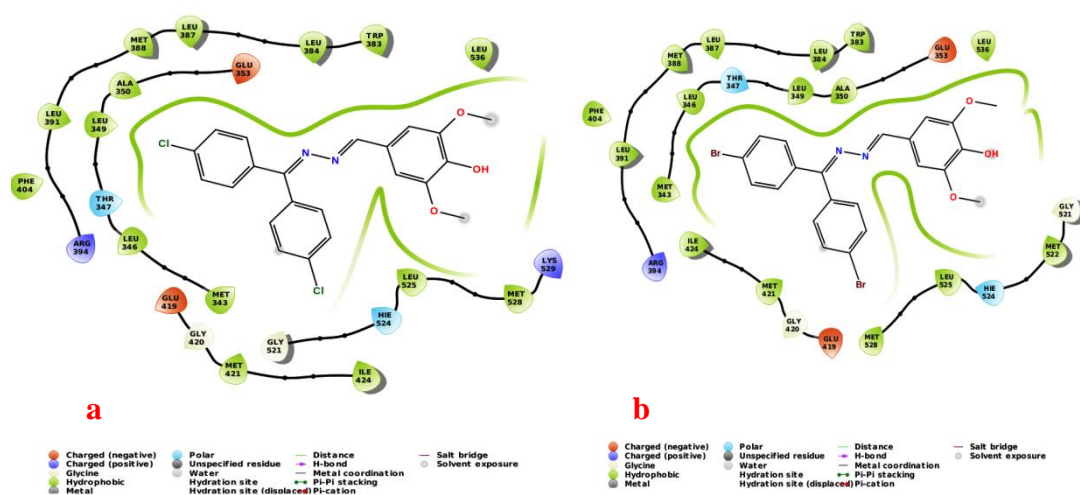 LEU
387
MET
388
LEU
384
TRP
383
LEU
536
GLU
353
ALA
350
LEU
391
LEU
349
PHE
404
THR
347
ARG
394
LEU
346
MET
343
GLU
419
GLY
420
MET
421
GLY
521
ILE
424
HIE
524
LEU
525
MET
528
LYS
529
Cl
N
N
O
OH
O
Cl
a
Charged (negative)
Charged (positive)
Glycine
Hydrophobic
Metal
Polar
Unspecified residue
Water
Hydration site
Hydration site (displaced)
Distance
H-bond
Metal coordination
Pi-Pi stacking
Pi-cation
Salt bridge
Solvent exposure
LEU
387
MET
388
TRP
383
LEU
384
GLU
353
LEU
536
THR
347
LEU
349
ALA
350
LEU
346
PHE
404
LEU
391
MET
343
ILE
424
ARG
394
MET
421
GLY
420
GLU
419
MET
528
LEU
525
HIE
524
MET
522
GLY
521
Br
N
N
O
OH
O
Br
b
Charged (negative)
Charged (positive)
Glycine
Hydrophobic
Metal
Polar
Unspecified residue
Water
Hydration site
Hydration site (displaced)
Distance
H-bond
Metal coordination
Pi-Pi stacking
Pi-cation
Salt bridge
Solvent exposure